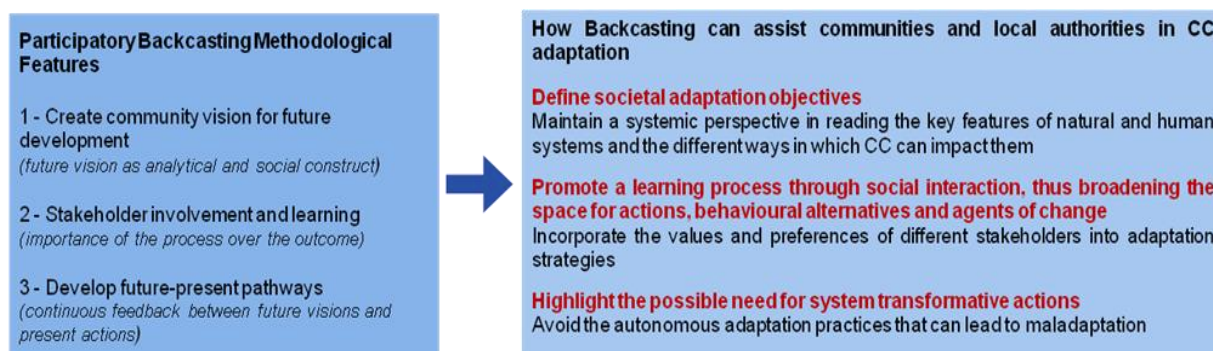 Participatory Backcasting Methodological
Features
1 - Create community vision for future
development
(future vision as analytical and social construct)
2 - Stakeholder involvement and learning
(importance of the process over the outcome)
3 - Develop future-present pathways
(continuous feedback between future visions and
present actions)
How Backcasting can assist communities and local authorities in CC
adaptation
Define societal adaptation objectives
Maintain a systemic perspective in reading the key features of natural and human
systems and the different ways in which CC can impact them
Promote a learning process through social interaction, thus broadening the
space for actions, behavioural alternatives and agents of change
Incorporate the values and preferences of different stakeholders into adaptation
strategies
Highlight the possible need for system transformative actions
Avoid the autonomous adaptation practices that can lead to maladaptation